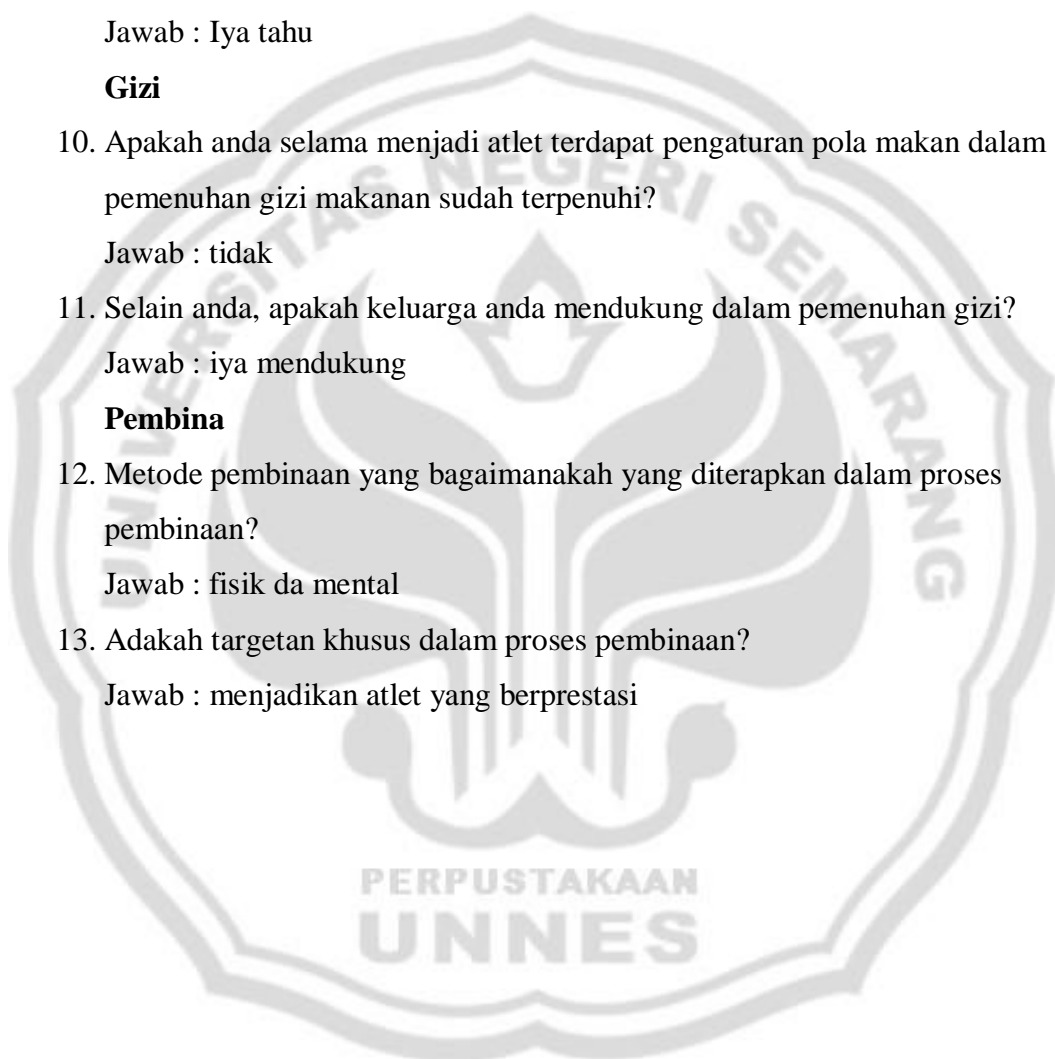 Jawab : Iya tahu
Gizi
10. Apakah anda selama menjadi atlet terdapat pengaturan pola makan dalam
pemenuhan gizi makanan sudah terpenuhi?
Jawab : tidak
11. Selain anda, apakah keluarga anda mendukung dalam pemenuhan gizi?
Jawab : iya mendukung
Pembina
12. Metode pembinaan yang bagaimanakah yang diterapkan dalam proses
pembinaan?
Jawab : fisik da mental
13. Adakah targetan khusus dalam proses pembinaan?
Jawab : menjadikan atlet yang berprestasi
UNIVERSITAS NEGERI SEMARANG
PERPUSTAKAAN
UNNES